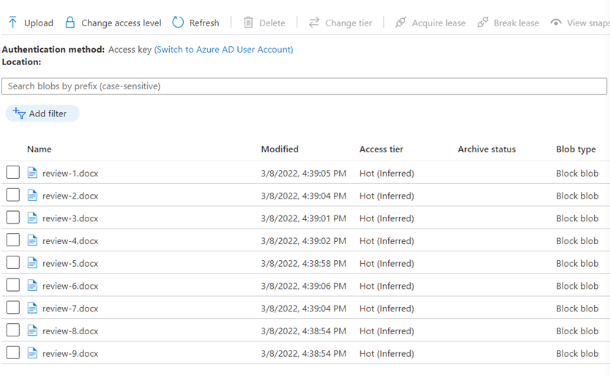 Upload Change access level Refresh Delete Change tier Acquire lease Break lease View snaps
Authentication method: Access key (Switch to Azure AD User Account)
Location:
Search blobs by prefix (case-sensitive)
Add filter
Name Modified Access tier Archive status Blob type
review-1.docx 3/8/2022, 4:39:05 PM Hot (Inferred) Block blob
review-2.docx 3/8/2022, 4:39:04 PM Hot (Inferred) Block blob
review-3.docx 3/8/2022, 4:39:01 PM Hot (Inferred) Block blob
review-4.docx 3/8/2022, 4:39:02 PM Hot (Inferred) Block blob
review-5.docx 3/8/2022, 4:38:58 PM Hot (Inferred) Block blob
review-6.docx 3/8/2022, 4:39:06 PM Hot (Inferred) Block blob
review-7.docx 3/8/2022, 4:39:04 PM Hot (Inferred) Block blob
review-8.docx 3/8/2022, 4:38:54 PM Hot (Inferred) Block blob
review-9.docx 3/8/2022, 4:38:54 PM Hot (Inferred) Block blob